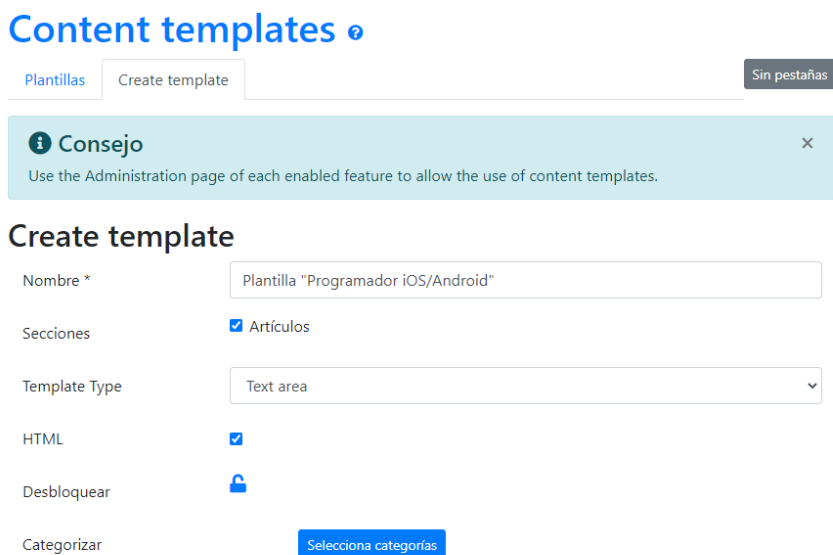 Content templates
Plantillas
Create template
Sin pestañas
Consejo
Use the Administration page of each enabled feature to allow the use of content templates.
Create template
Nombre *
Plantilla "Programador iOS/Android"
Secciones
Artículos
Template Type
Text area
HTML
Desbloquear
Categorizar
Selecciona categorías